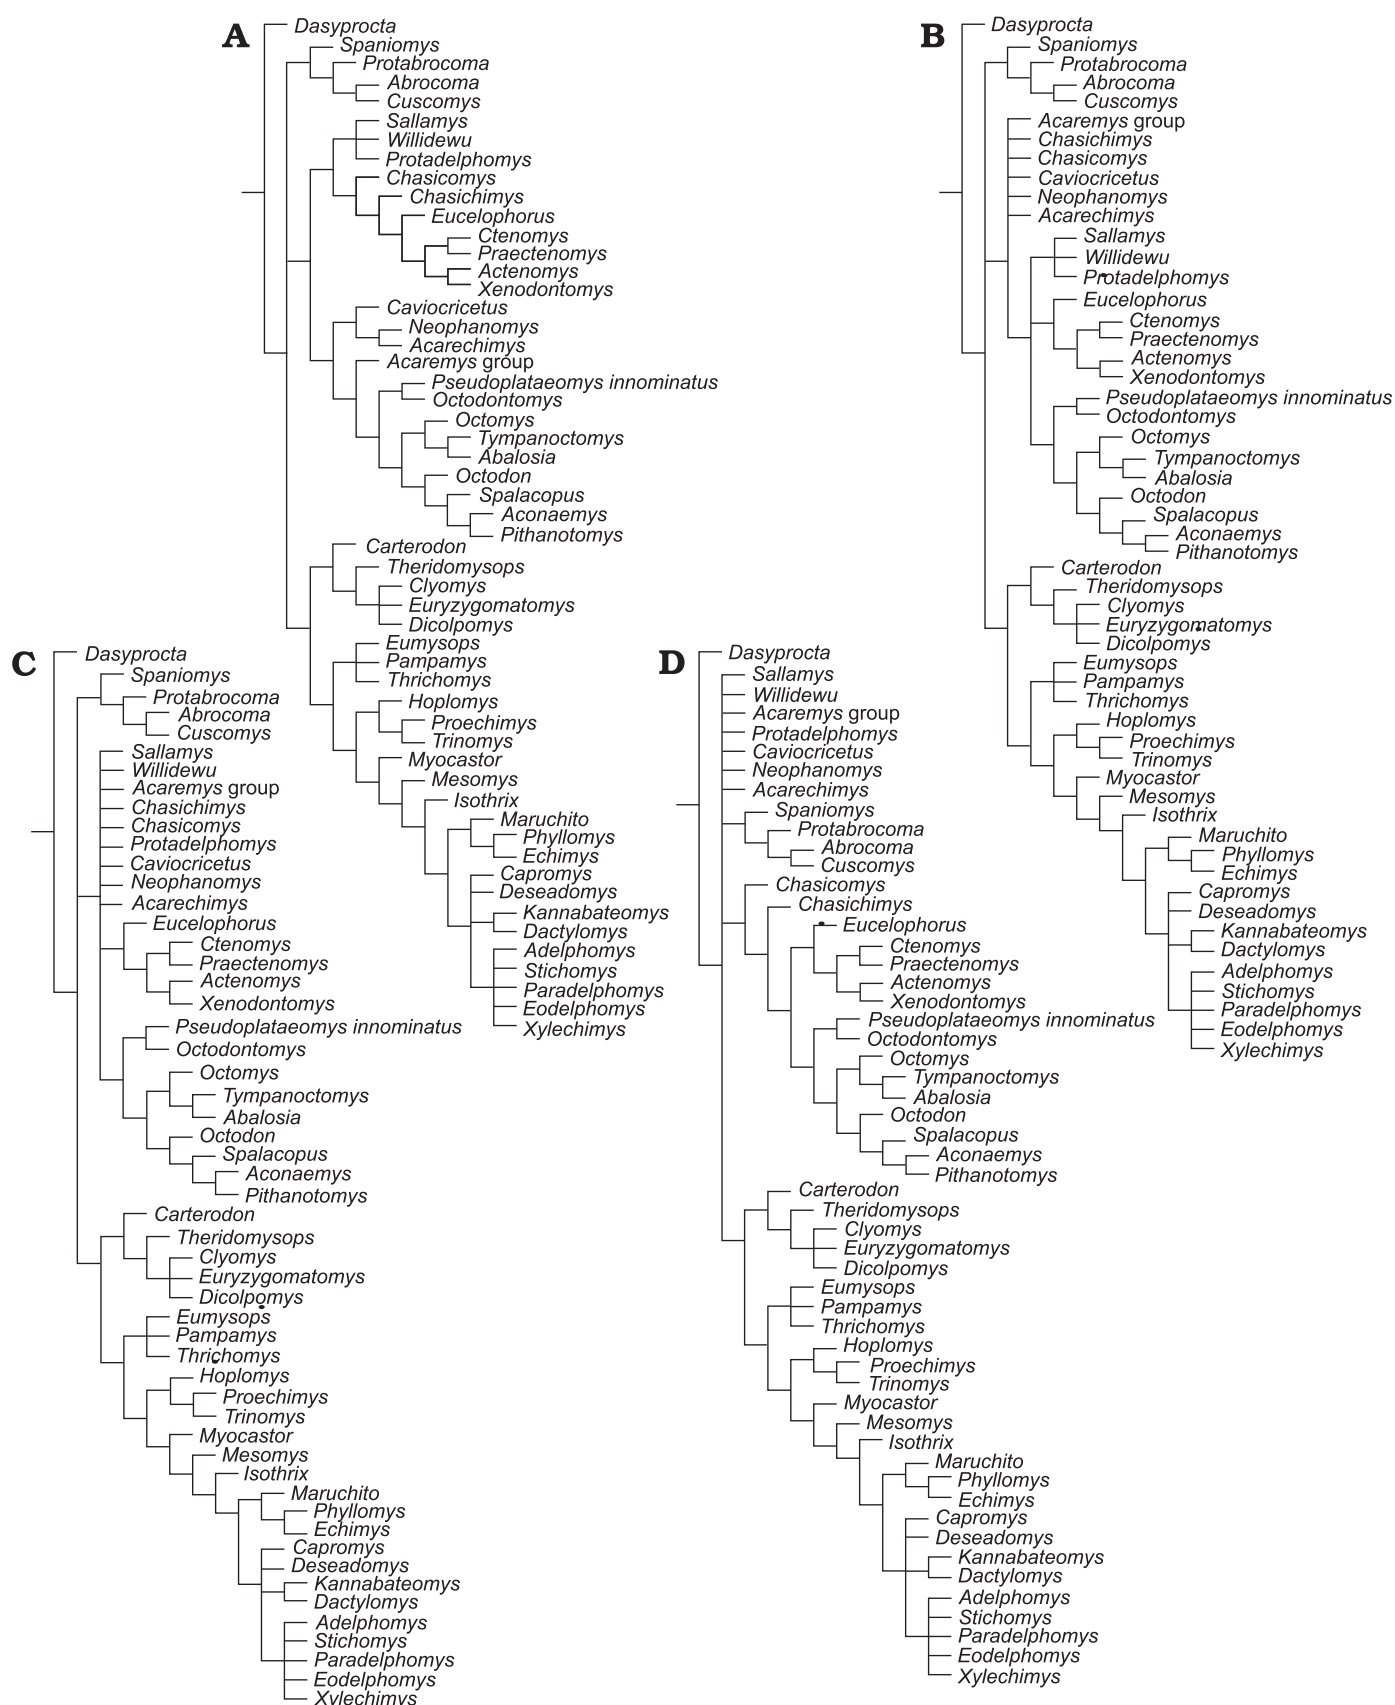 A
Dasyprocta
Spaniomys
Protabrocoma
Abrocoma
Cuscomys
Sallamys
Willidewu
Protadelphomys
Chasicomys
Chasichimys
Eucelophorus
Ctenomys
Praectenomys
Actenomys
Xenodontomys
Caviocricetus
Neophanomys
Acarechimys
Acaremys group
Pseudoplataeomys innominatus
Octodontomys
Octomys
Tympanoctomys
Abalosia
Octodon
Spalacopus
Aconaemys
Pithanotomys
Carterodon
Theridomysops
Clyomys
Euryzygomatomys
Dicolpomys
Eumysops
Pampamys
Thrichomys
Hoplomys
Proechimys
Trinomys
Myocastor
Mesomys
Isothrix
Maruchito
Phyllomys
Echimys
Capromys
Deseadomys
Kannabateomys
Dactylomys
Adelphomys
Stichomys
Paradelphomys
Eodelphomys
Xylechimys
B
Dasyprocta
Spaniomys
Protabrocoma
Abrocoma
Cuscomys
Acaremys group
Chasichimys
Chasicomys
Caviocricetus
Neophanomys
Acarechimys
Sallamys
Willidewu
Protadelphomys
Eucelophorus
Ctenomys
Praectenomys
Actenomys
Xenodontomys
Pseudoplataeomys innominatus
Octodontomys
Octomys
Tympanoctomys
Abalosia
Octodon
Spalacopus
Aconaemys
Pithanotomys
Carterodon
Theridomysops
Clyomys
Euryzygomatomys
Dicolpomys
Eumysops
Pampamys
Thrichomys
Hoplomys
Proechimys
Trinomys
Myocastor
Mesomys
Isothrix
Maruchito
Phyllomys
Echimys
Capromys
Deseadomys
Kannabateomys
Dactylomys
Adelphomys
Stichomys
Paradelphomys
Eodelphomys
Xylechimys
C
Dasyprocta
Spaniomys
Protabrocoma
Abrocoma
Cuscomys
Sallamys
Willidewu
Acaremys group
Chasichimys
Chasicomys
Protadelphomys
Caviocricetus
Neophanomys
Acarechimys
Eucelophorus
Ctenomys
Praectenomys
Actenomys
Xenodontomys
Pseudoplataeomys innominatus
Octodontomys
Octomys
Tympanoctomys
Abalosia
Octodon
Spalacopus
Aconaemys
Pithanotomys
Carterodon
Theridomysops
Clyomys
Euryzygomatomys
Dicolpomys
Eumysops
Pampamys
Thrichomys
Hoplomys
Proechimys
Trinomys
Myocastor
Mesomys
Isothrix
Maruchito
Phyllomys
Echimys
Capromys
Deseadomys
Kannabateomys
Dactylomys
Adelphomys
Stichomys
Paradelphomys
Eodelphomys
Xylechimys
D
Dasyprocta
Sallamys
Willidewu
Acaremys group
Protadelphomys
Caviocricetus
Neophanomys
Acarechimys
Spaniomys
Protabrocoma
Abrocoma
Cuscomys
Chasicomys
Chasichimys
Eucelophorus
Ctenomys
Praectenomys
Actenomys
Xenodontomys
Pseudoplataeomys innominatus
Octodontomys
Octomys
Tympanoctomys
Abalosia
Octodon
Spalacopus
Aconaemys
Pithanotomys
Carterodon
Theridomysops
Clyomys
Euryzygomatomys
Dicolpomys
Eumysops
Pampamys
Thrichomys
Hoplomys
Proechimys
Trinomys
Myocastor
Mesomys
Isothrix
Maruchito
Phyllomys
Echimys
Capromys
Deseadomys
Kannabateomys
Dactylomys
Adelphomys
Stichomys
Paradelphomys
Eodelphomys
Xylechimys